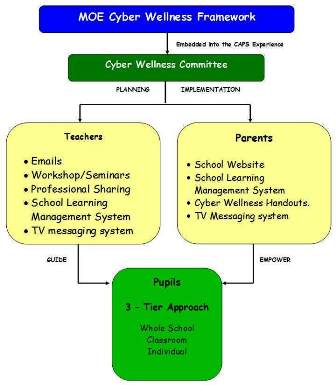 MOE Cyber Wellness Framework
Embedded into the CAPS Experience
Cyber Wellness Committee
PLANNING
IMPLEMENTATION
Teachers
• Emails
• Workshop/Seminars
• Professional Sharing
• School Learning
Management System
• TV messaging system
Parents
• School Website
• School Learning
Management System
• Cyber Wellness Handouts.
• TV Messaging system
GUIDE
EMPOWER
Pupils
3 – Tier Approach
Whole School
Classroom
Individual